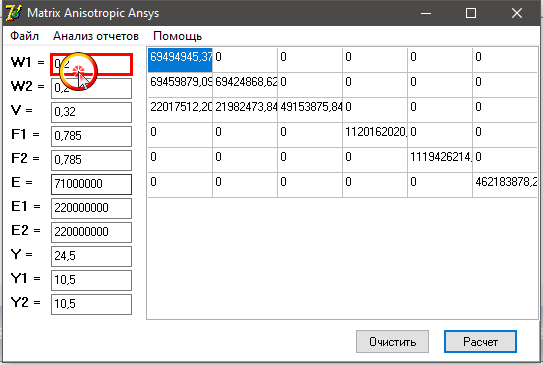 Matrix Anisotropic Ansys
Файл Анализ отчетов Помощь
W1 = 0,2 69494945,37 0 0 0 0 0
W2 = 0,2 69459879,09 69424868,62 0 0 0 0
V = 0,32 22017512,20 21982473,84 49153875,84 0 0 0
F1 = 0,785 0 0 0 1120162020, 0 0
F2 = 0,785 0 0 0 0 1119426214, 0
E = 71000000 0 0 0 0 0 462183878,2
E1 = 220000000
E2 = 220000000
Y = 24,5
Y1 = 10,5
Y2 = 10,5
Очистить Расчет